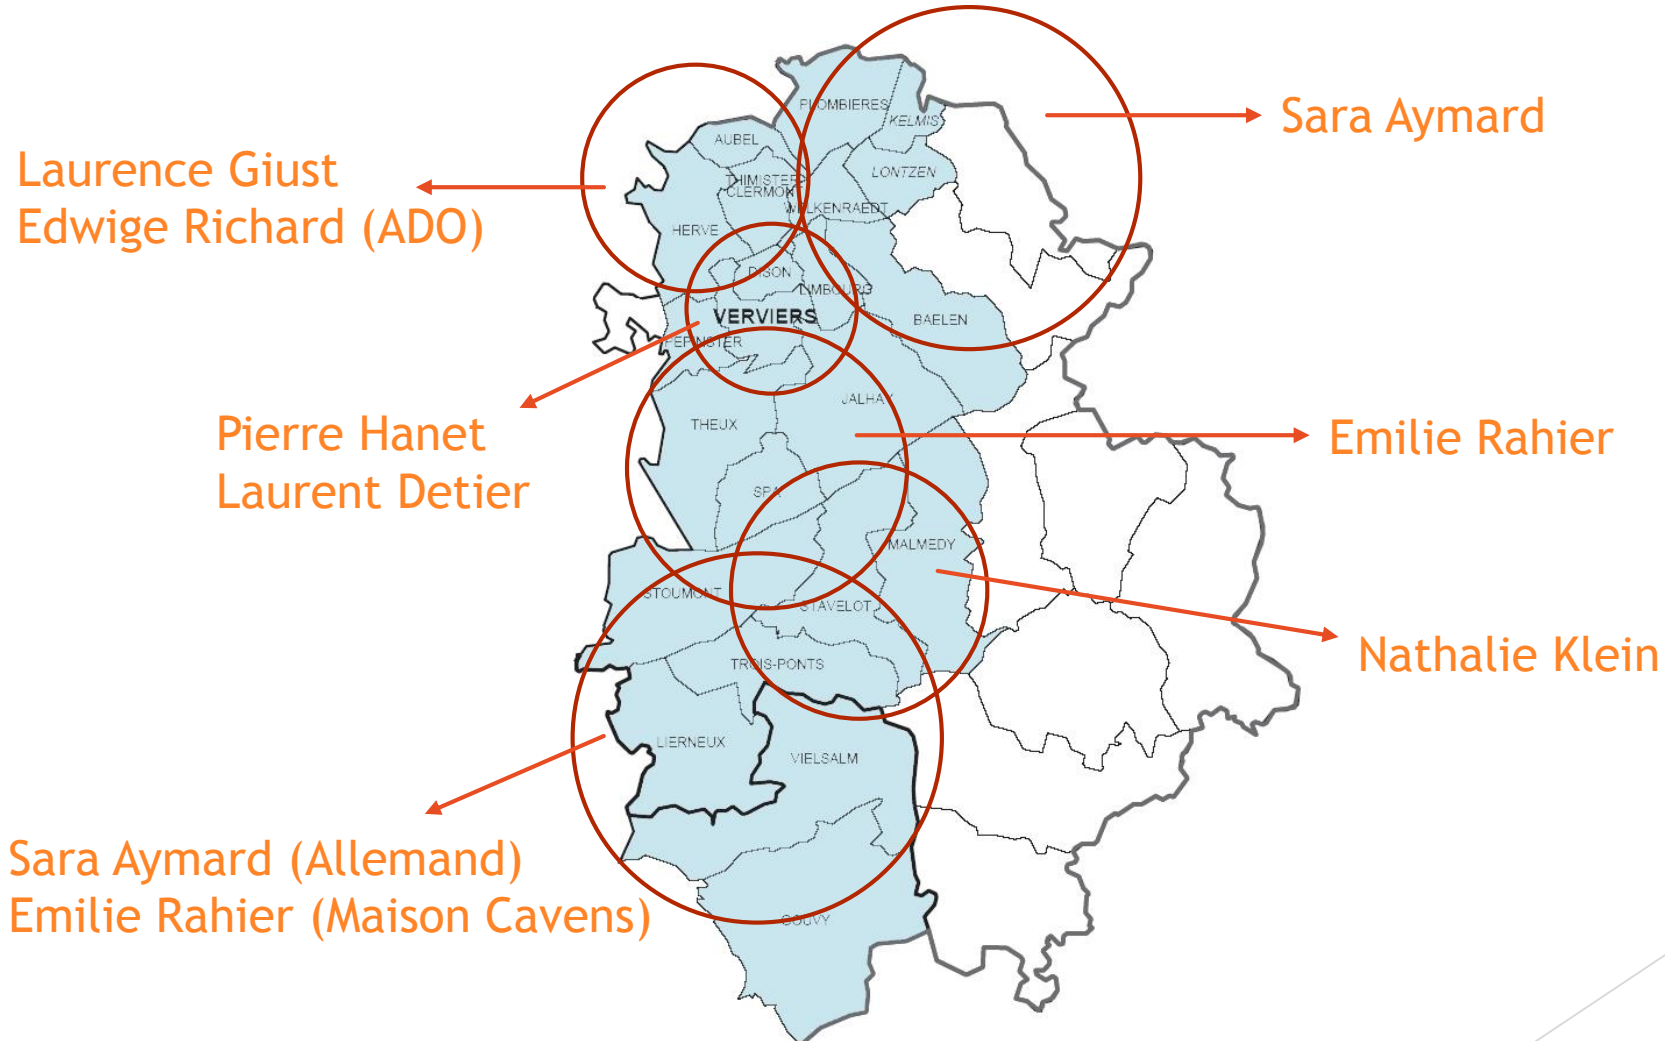 PLOMBIERES
KELMIS
Sara Aymard
AUBEL
Laurence Giust
Edwige Richard (ADO)
THIMISTER
CLERMONT
LONTZEN
WELKENRAEDT
HERVE
DISON
LIMBOURG
VERVIERS
BAELEN
PEPINSTER
JALHAY
THEUX
Pierre Hanet
Laurent Detier
Emilie Rahier
SPA
MALMEDY
STOUMONT
STAVELOT
TROIS-PONTS
Nathalie Klein
LIERNEUX
VIELSALM
Sara Aymard (Allemand)
Emilie Rahier (Maison Cavens)
GOUVY